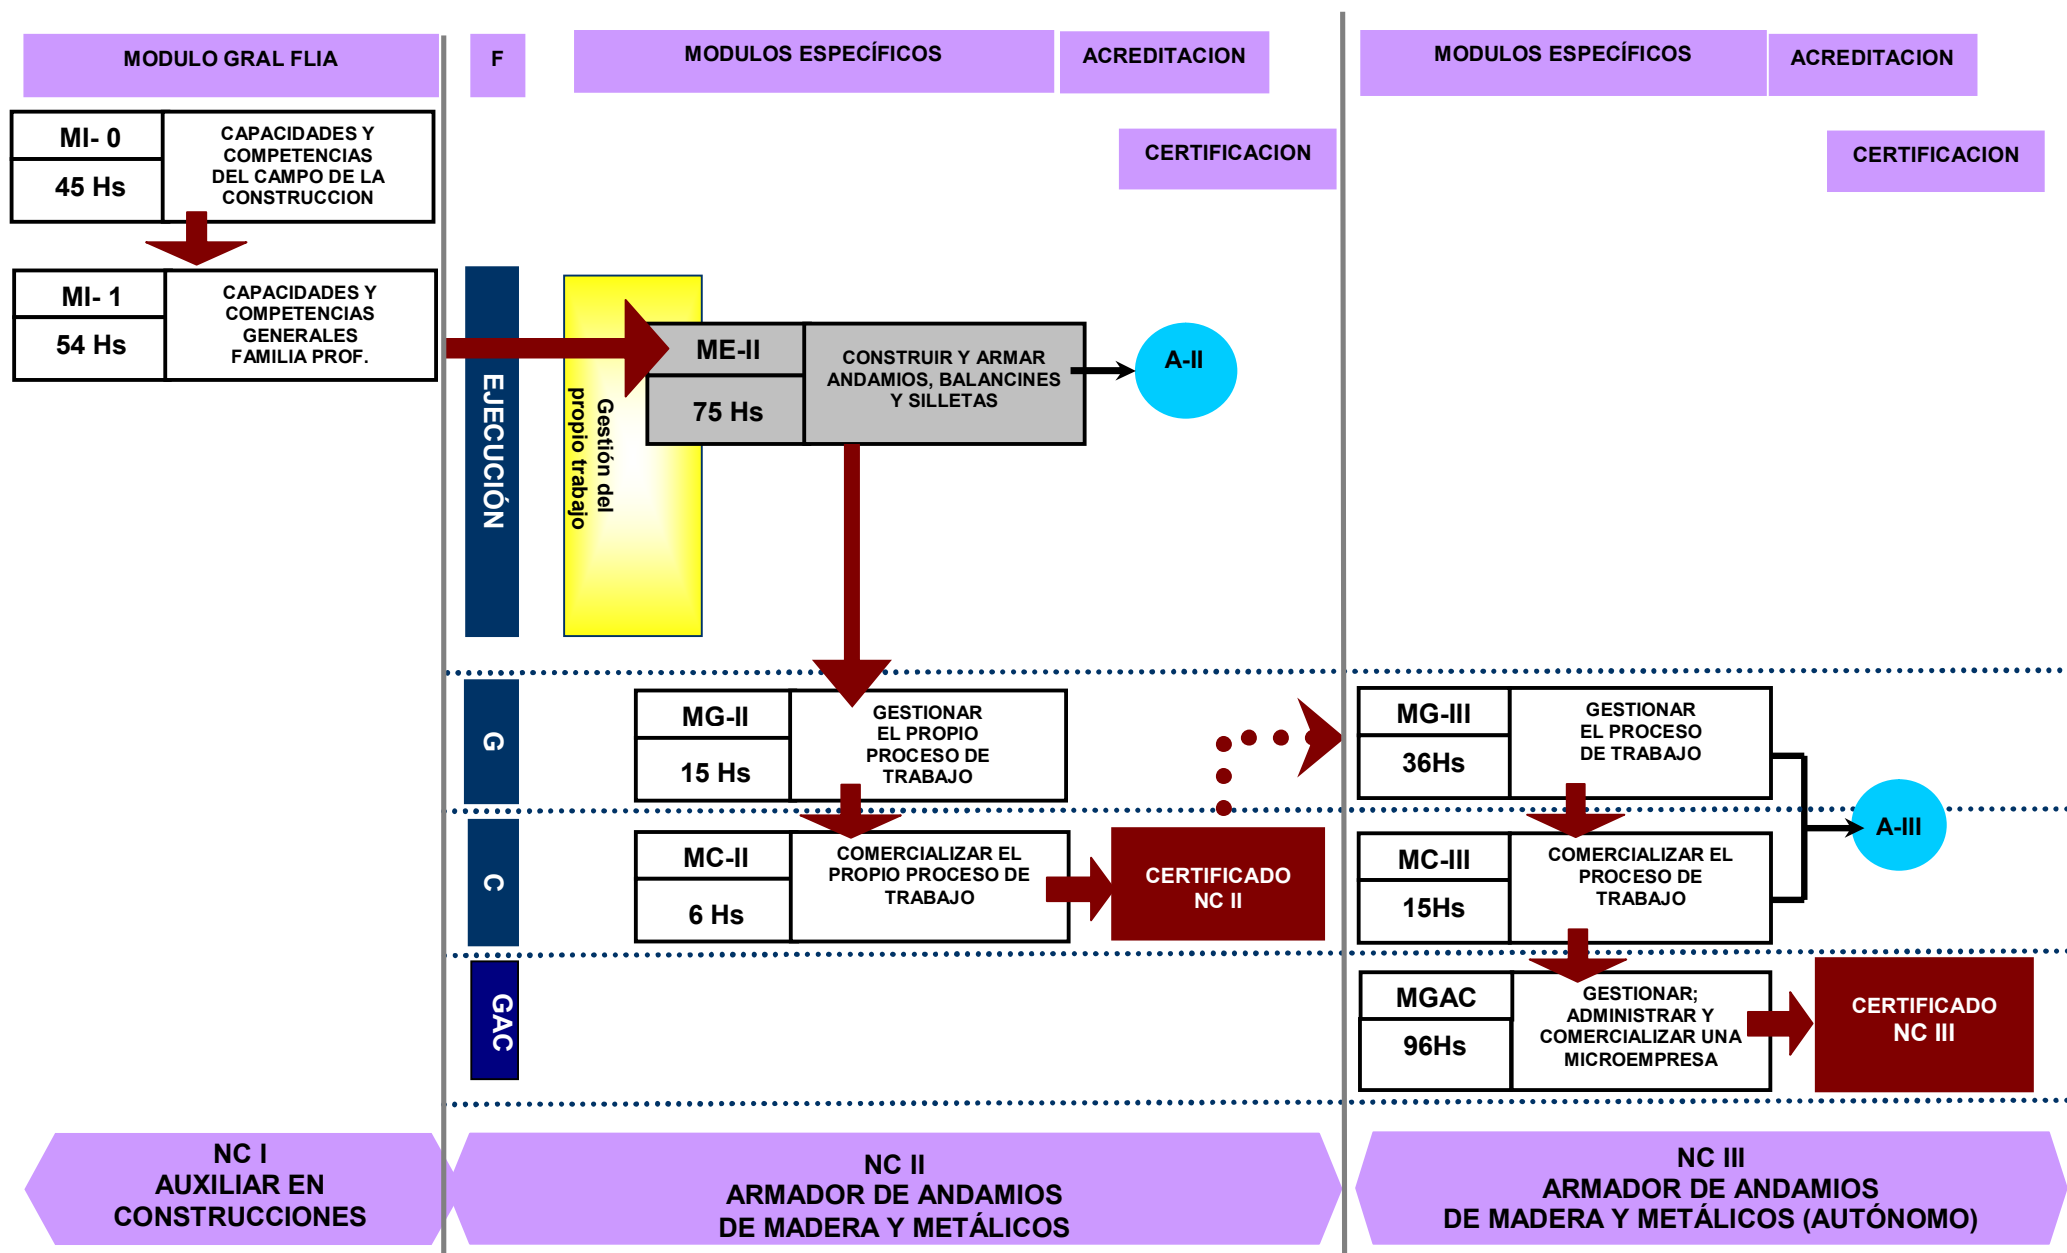 MODULO GRAL FLIA
F
MODULOS ESPECÍFICOS
ACREDITACION
MODULOS ESPECÍFICOS
ACREDITACION
CERTIFICACION
CERTIFICACION
MI- 0
45 Hs
CAPACIDADES Y
COMPETENCIAS
DEL CAMPO DE LA
CONSTRUCCION
MI- 1
54 Hs
CAPACIDADES Y
COMPETENCIAS
GENERALES
FAMILIA PROF.
EJECUCIÓN
Gestión del
propio trabajo
ME-II
75 Hs
CONSTRUIR Y ARMAR
ANDAMIOS, BALANCINES
Y SILLETAS
A-II
G
MG-II
15 Hs
GESTIONAR
EL PROPIO
PROCESO DE
TRABAJO
MG-III
36Hs
GESTIONAR
EL PROCESO
DE TRABAJO
A-III
C
MC-II
6 Hs
COMERCIALIZAR EL
PROPIO PROCESO DE
TRABAJO
CERTIFICADO
NC II
MC-III
15Hs
COMERCIALIZAR EL
PROCESO DE
TRABAJO
GAC
MGAC
96Hs
GESTIONAR;
ADMINISTRAR Y
COMERCIALIZAR UNA
MICROEMPRESA
CERTIFICADO
NC III
NC I
AUXILIAR EN
CONSTRUCCIONES
NC II
ARMADOR DE ANDAMIOS
DE MADERA Y METÁLICOS
NC III
ARMADOR DE ANDAMIOS
DE MADERA Y METÁLICOS (AUTÓNOMO)